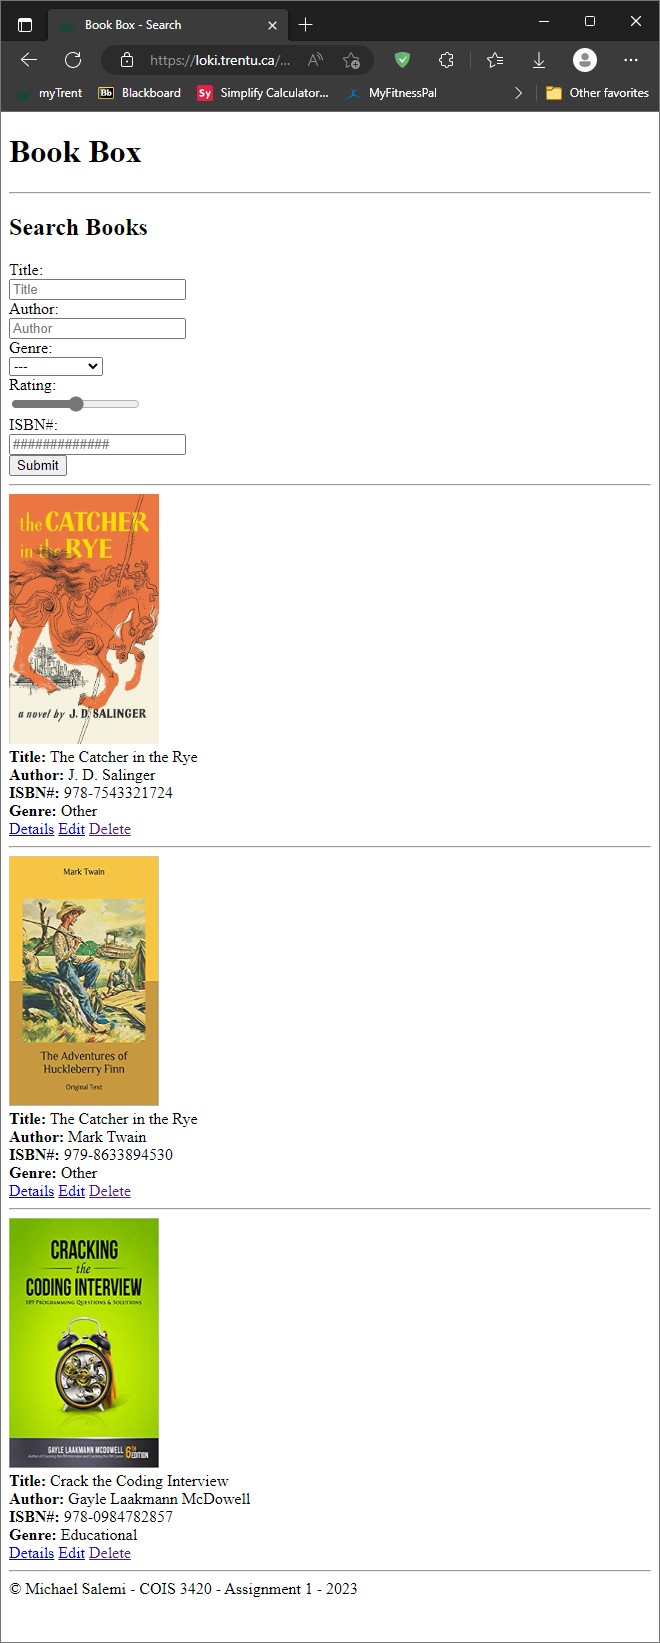 Book Box - Search
https://loki.trentu.ca/...
myTrent
Bb Blackboard
Sy Simplify Calculator...
MyFitnessPal
Other favorites
Book Box
Search Books
Title:
Title
Author:
Author
Genre:
---
Rating:
ISBN#:
#############
Submit
the CATCHER
in the RYE
a novel by J. D. SALINGER
Title: The Catcher in the Rye
Author: J. D. Salinger
ISBN#: 978-7543321724
Genre: Other
Details Edit Delete
Mark Twain
The Adventures of
Huckleberry Finn
Original Text
Title: The Catcher in the Rye
Author: Mark Twain
ISBN#: 979-8633894530
Genre: Other
Details Edit Delete
CRACKING
the
CODING INTERVIEW
189 PROGRAMMING QUESTIONS & SOLUTIONS
GAYLE LAAKMANN MCDOWELL 6TH EDITION
Title: Crack the Coding Interview
Author: Gayle Laakmann McDowell
ISBN#: 978-0984782857
Genre: Educational
Details Edit Delete
© Michael Salemi - COIS 3420 - Assignment 1 - 2023